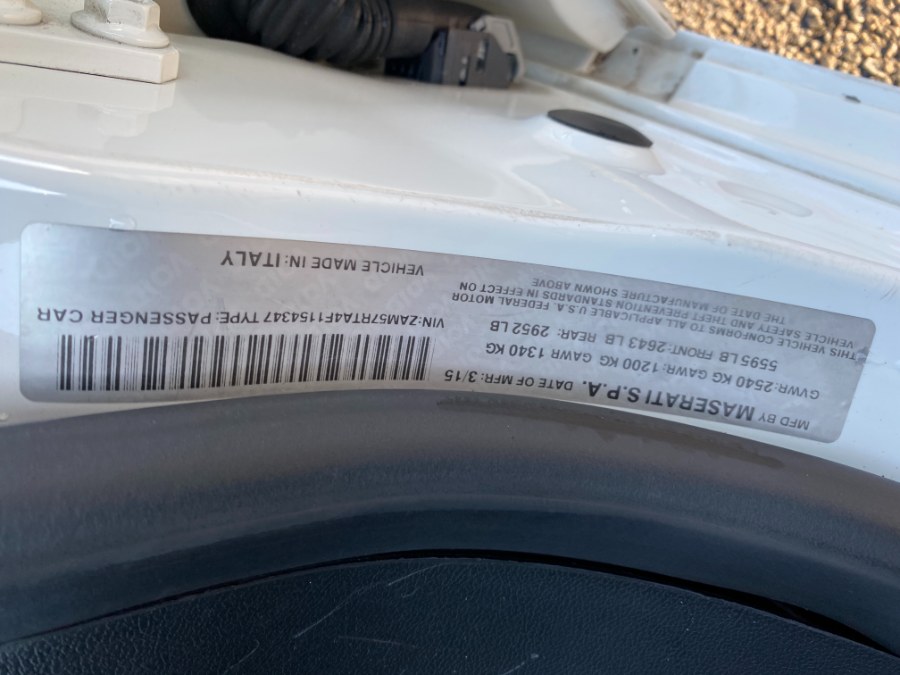 MFD BY MASERATI S.P.A. DATE OF MFR: 3/15
GVWR:2540 KG GAWR: 1200 KG GAWR 1340 KG
5595 LB FRONT:2643 LB REAR: 2952 LB
THIS VEHICLE CONFORMS TO ALL APPLICABLE U.S.A. FEDERAL MOTOR
VEHICLE SAFETY AND THEFT PREVENTION STANDARDS IN EFFECT ON
THE DATE OF MANUFACTURE SHOWN ABOVE
VIN:ZAM57RTAAF1154347 TYPE: PASSENGER CAR
VEHICLE MADE IN: ITALY